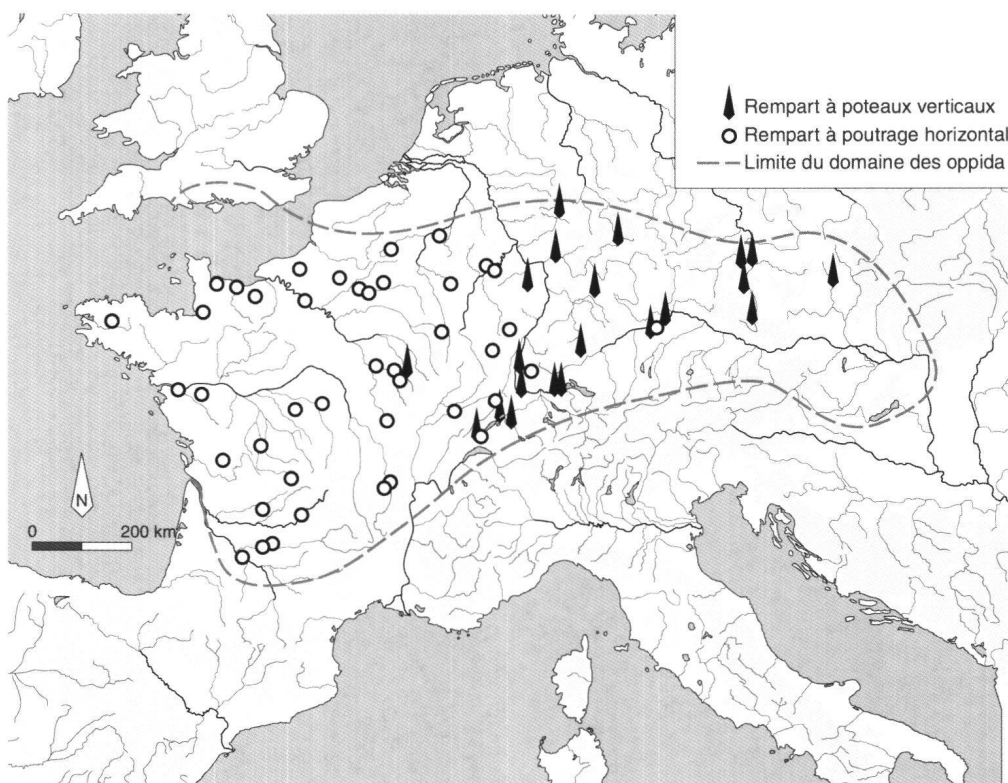 Rempart à poteaux verticaux
Rempart à poutrage horizontal
Limite du domaine des oppida
N
0 200 km